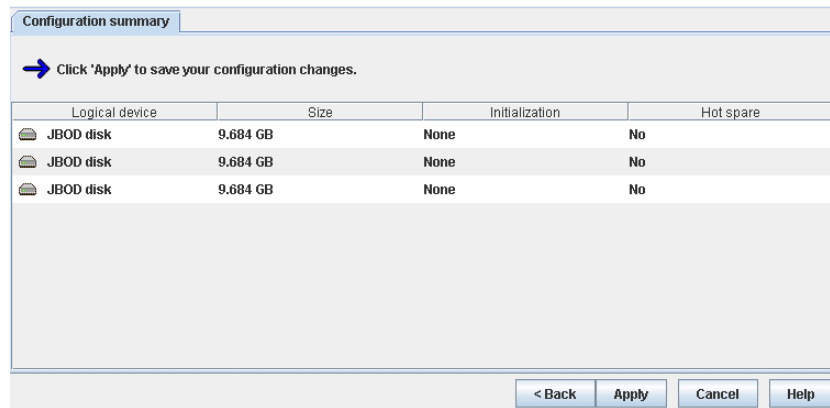 Configuration summary
Click 'Apply' to save your configuration changes.
Logical device Size Initialization Hot spare
JBOD disk 9.684 GB None No
JBOD disk 9.684 GB None No
JBOD disk 9.684 GB None No
< Back Apply Cancel Help